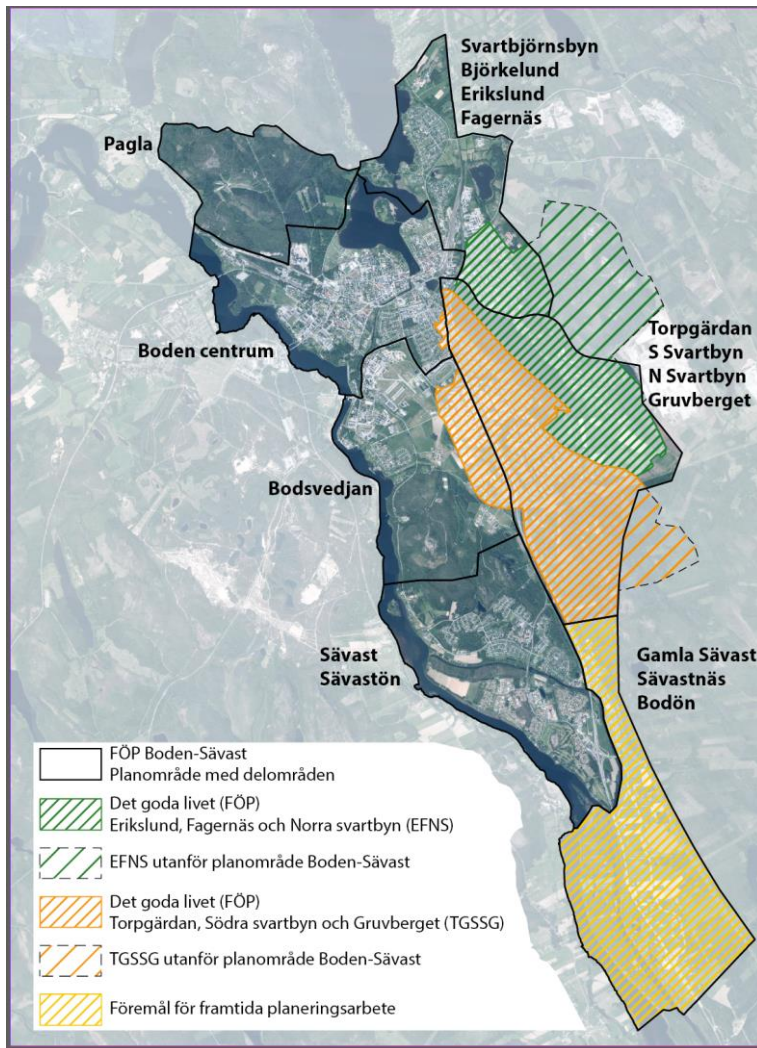 Svartbjörnsbyn
Björkelund
Erikslund
Fagernäs
Pagla
Torpgärdan
S Svartbyn
N Svartbyn
Gruvberget
Boden centrum
Bodsvedjan
Sävast
Sävastön
Gamla Sävast
Sävastnäs
Bodön
FÖP Boden-Sävast
Planområde med delområden
Det goda livet (FÖP)
Erikslund, Fagernäs och Norra svartbyn (EFNS)
EFNS utanför planområde Boden-Sävast
Det goda livet (FÖP)
Torpgärdan, Södra svartbyn och Gruvberget (TGSSG)
TGSSG utanför planområde Boden-Sävast
Föremål för framtida planeringsarbete